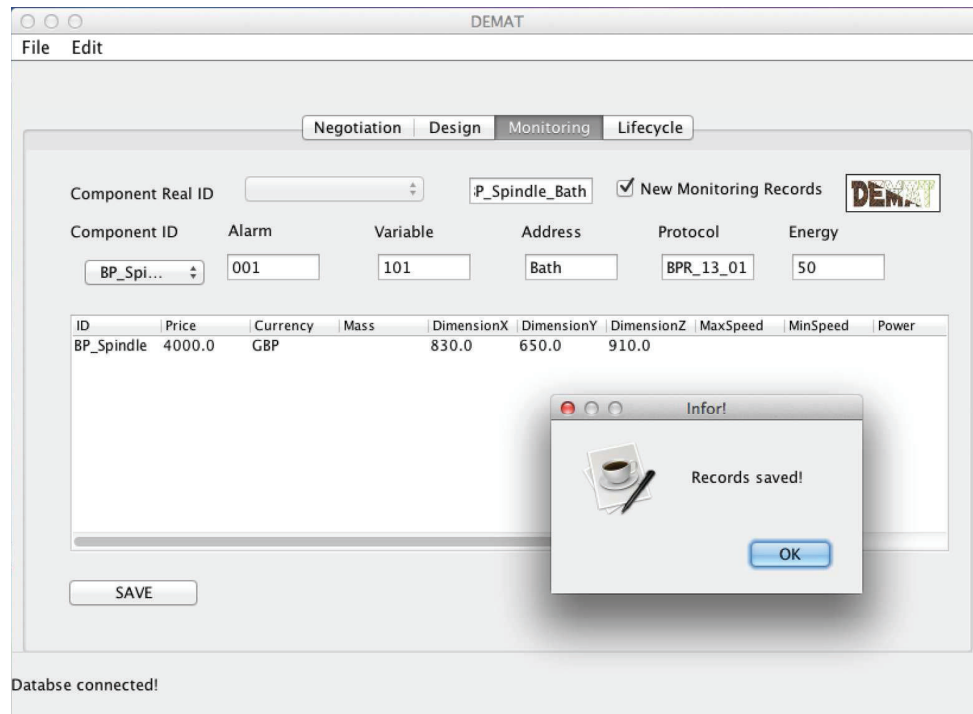 DEMAT
File Edit
Negotiation Design Monitoring Lifecycle
Component Real ID P_Spindle_Bath New Monitoring Records DEMAT
Component ID Alarm Variable Address Protocol Energy
BP_Spi... 001 101 Bath BPR_13_01 50
ID Price Currency Mass DimensionX DimensionY DimensionZ MaxSpeed MinSpeed Power
BP_Spindle 4000.0 GBP 830.0 650.0 910.0
Infor!
Records saved!
OK
SAVE
Databse connected!